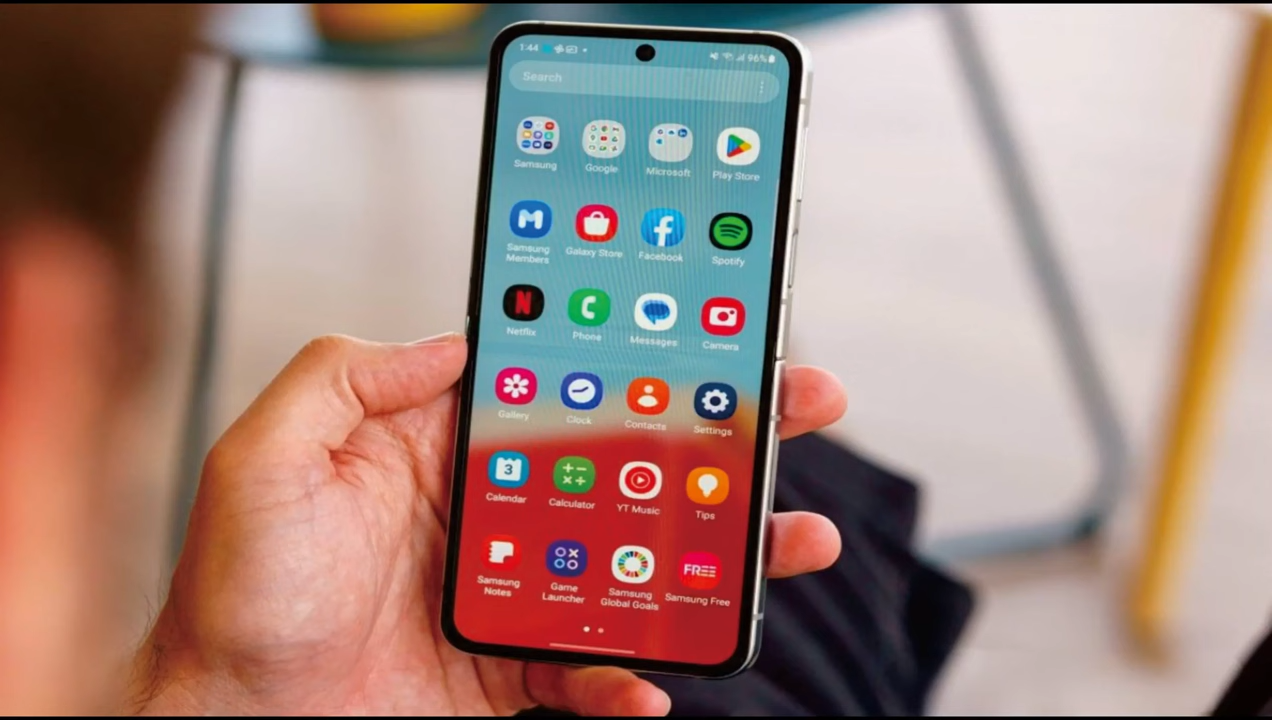 1:44
96%
Search
Samsung
Google
Microsoft
Play Store
Samsung
Members
Galaxy Store
Facebook
Spotify
Netflix
Phone
Messages
Camera
Gallery
Clock
Contacts
Settings
3
Calendar
Calculator
YT Music
Tips
FREE
Samsung
Notes
Game
Launcher
Samsung
Global Goals
Samsung Free